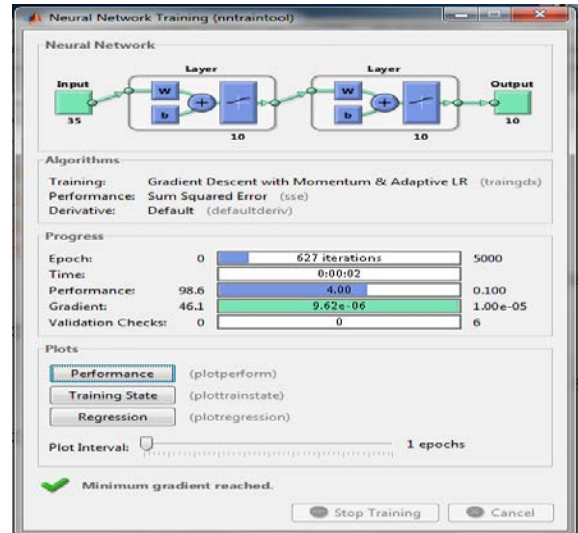 Neural Network Training (nntraintool)
Neural Network
Layer Layer
Input Output
W W
+ +
b b
35 10 10 10
Algorithms
Training: Gradient Descent with Momentum & Adaptive LR (traingdx)
Performance: Sum Squared Error (sse)
Derivative: Default (defaultderiv)
Progress
Epoch: 0 627 iterations 5000
Time: 0:00:02
Performance: 98.6 4.00 0.100
Gradient: 46.1 9.62e-06 1.00e-05
Validation Checks: 0 0 6
Plots
Performance (plotperform)
Training State (plottrainstate)
Regression (plotregression)
Plot Interval: 1 epochs
Minimum gradient reached.
Stop Training Cancel